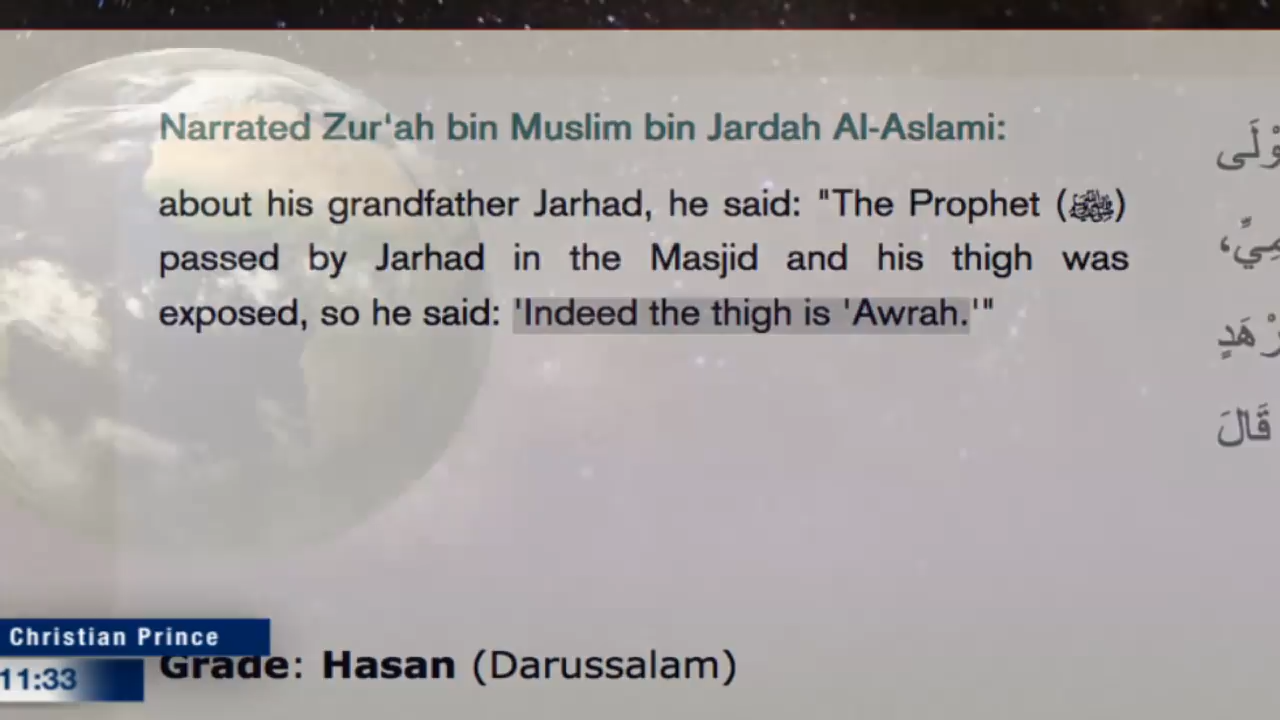 Narrated Zur'ah bin Muslim bin Jardah Al-Aslami:
about his grandfather Jarhad, he said: "The Prophet (ﷺ)
passed by Jarhad in the Masjid and his thigh was
exposed, so he said: 'Indeed the thigh is 'Awrah.'"
قَالَ
Christian Prince
Grade: Hasan (Darussalam)
11:33